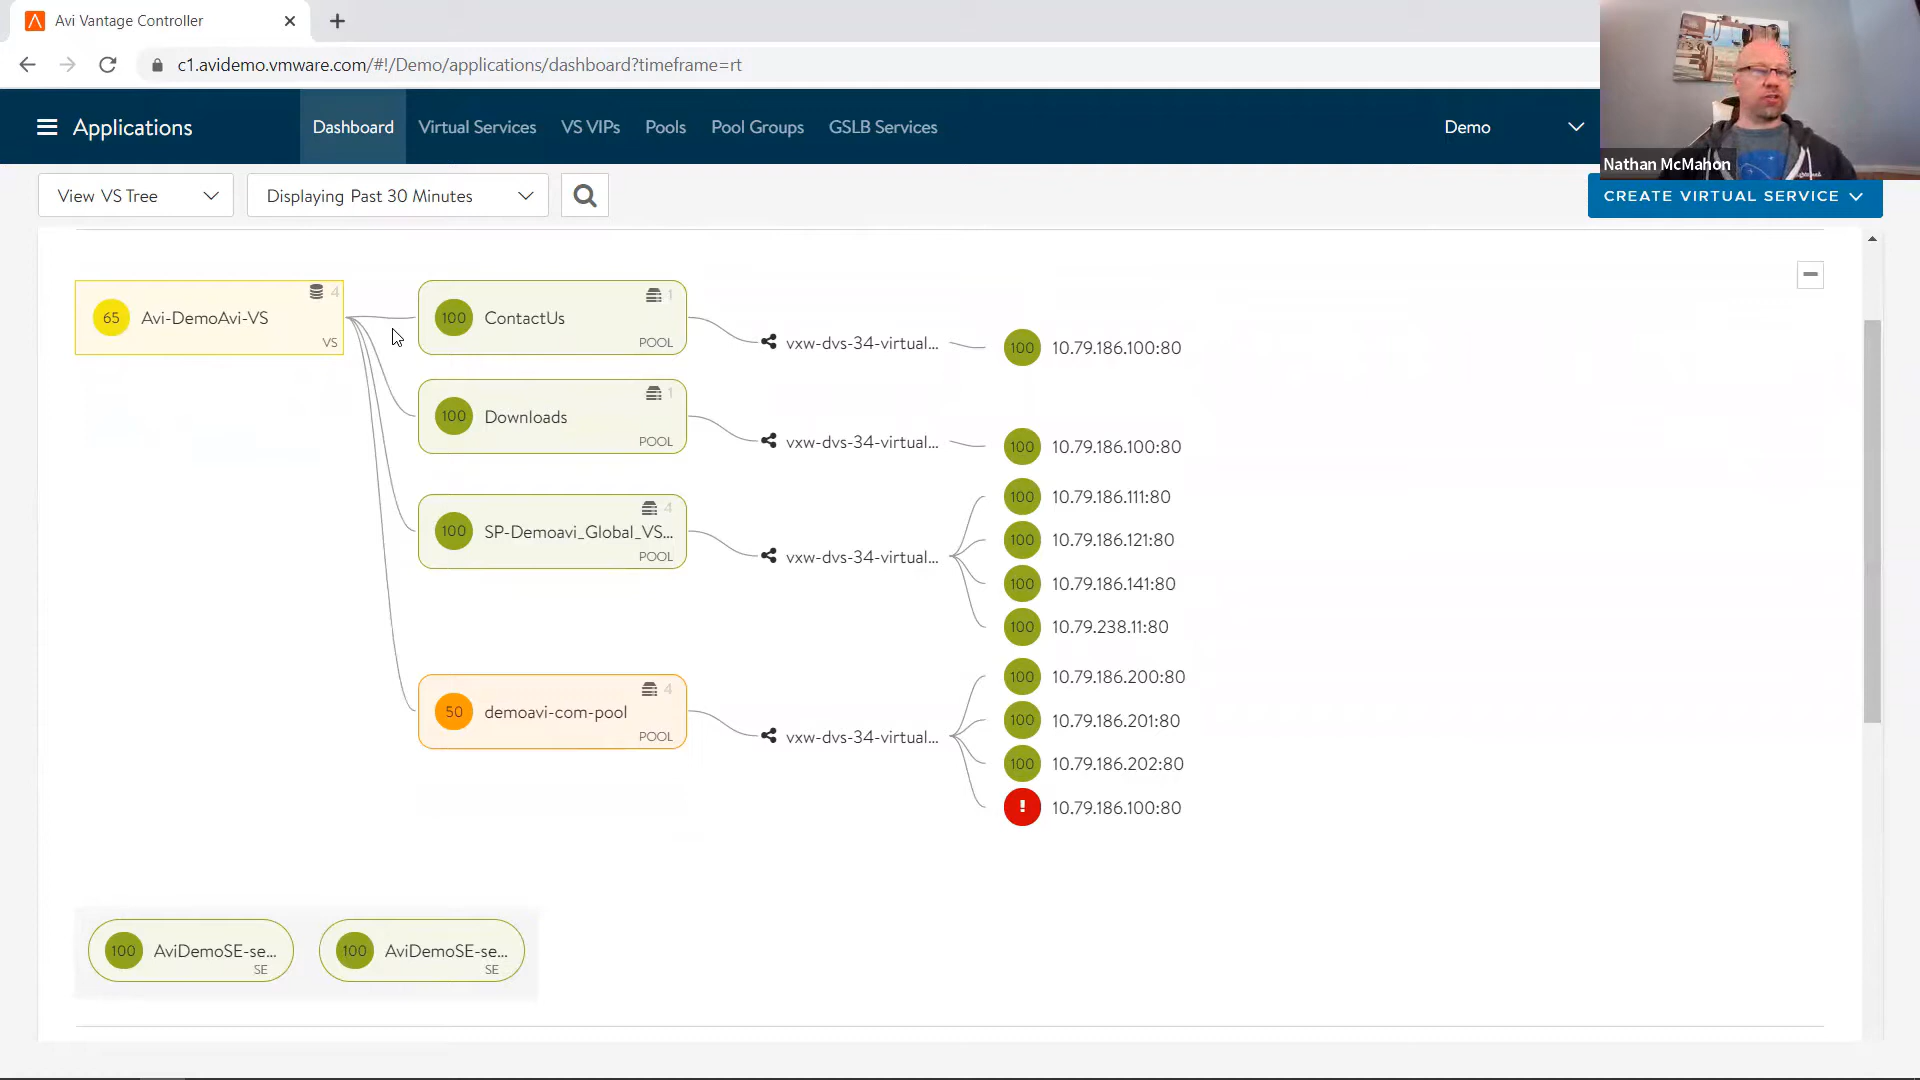 Avi Vantage Controller
c1.avidemo.vmware.com/#!/Demo/applications/dashboard?timeframe=rt
Applications
Dashboard
Virtual Services
VS VIPs
Pools
Pool Groups
GSLB Services
Demo
Nathan McMahon
View VS Tree
Displaying Past 30 Minutes
CREATE VIRTUAL SERVICE
65
Avi-DemoAvi-VS
4
VS
100
ContactUs
1
POOL
vxw-dvs-34-virtual...
100
10.79.186.100:80
100
Downloads
1
POOL
vxw-dvs-34-virtual...
100
10.79.186.100:80
100
SP-Demoavi_Global_VS...
4
POOL
vxw-dvs-34-virtual...
100
10.79.186.111:80
100
10.79.186.121:80
100
10.79.186.141:80
100
10.79.238.11:80
50
demoavi-com-pool
4
POOL
vxw-dvs-34-virtual...
100
10.79.186.200:80
100
10.79.186.201:80
100
10.79.186.202:80
!
10.79.186.100:80
100
AviDemoSE-se...
SE
100
AviDemoSE-se...
SE